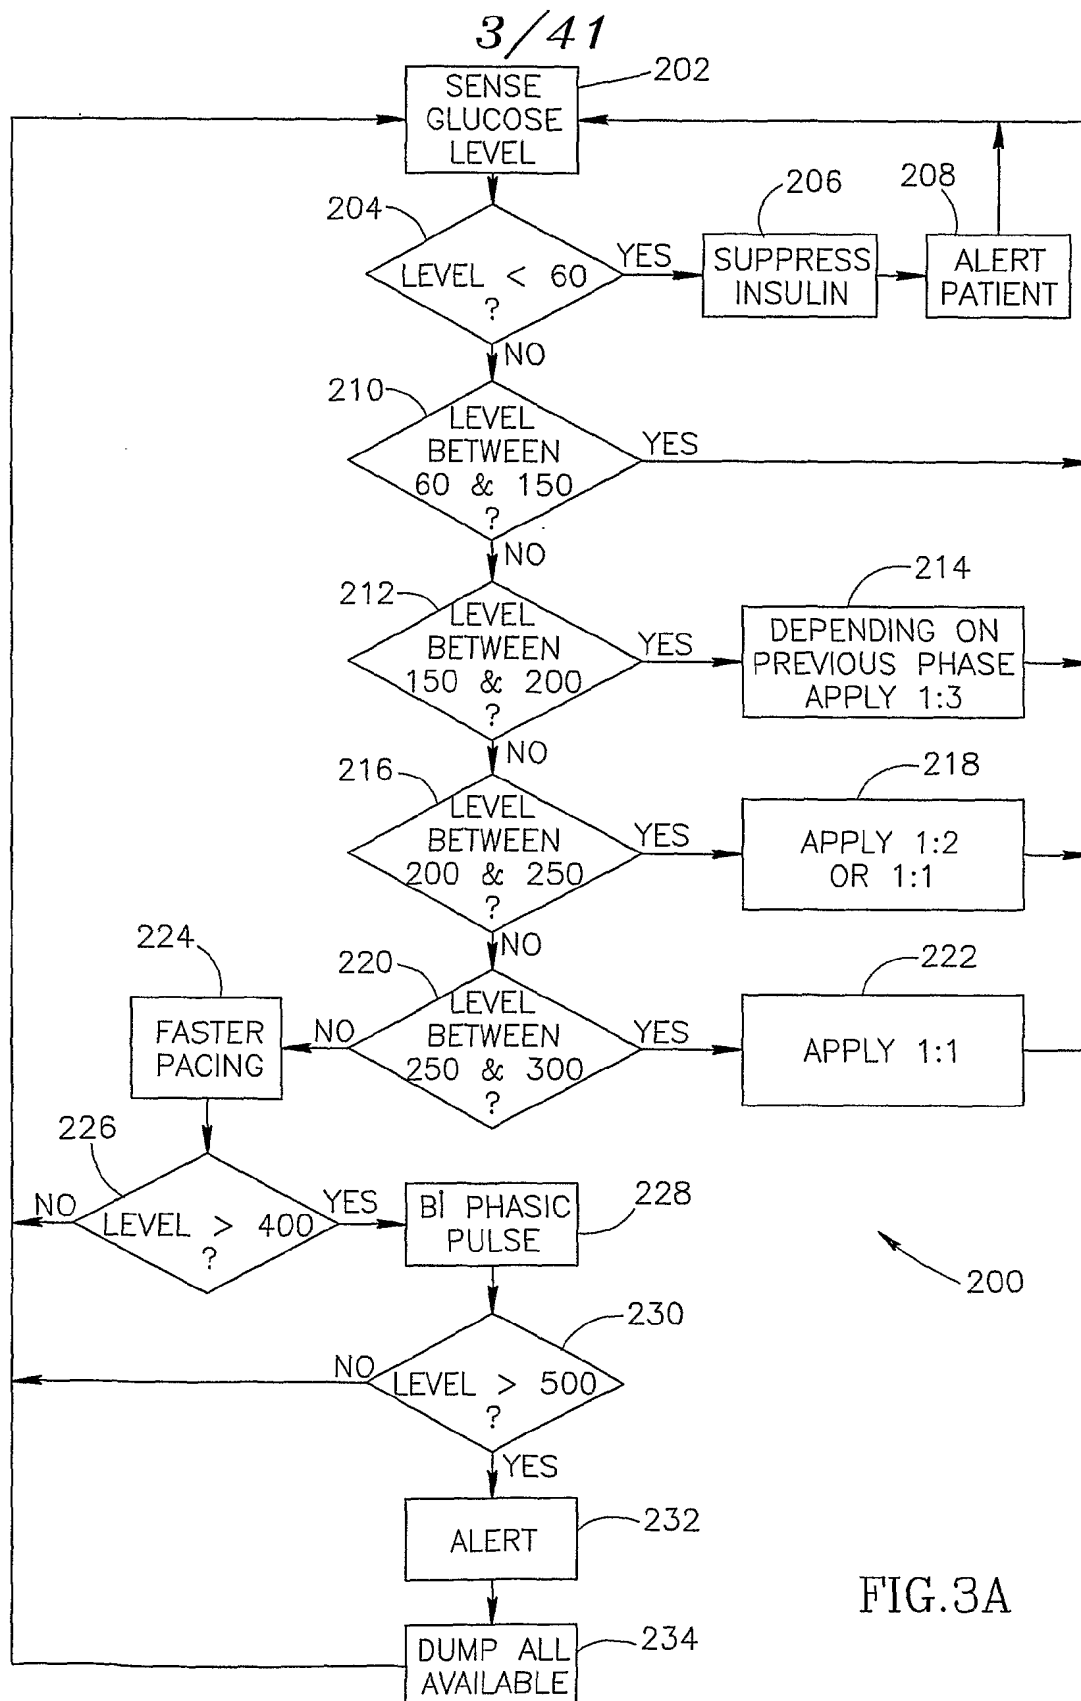 3/41
SENSE
GLUCOSE
LEVEL
202
204
LEVEL < 60
?
YES
206
SUPPRESS
INSULIN
208
ALERT
PATIENT
NO
210
LEVEL
BETWEEN
60 & 150
?
YES
NO
212
LEVEL
BETWEEN
150 & 200
?
YES
214
DEPENDING ON
PREVIOUS PHASE
APPLY 1:3
NO
216
LEVEL
BETWEEN
200 & 250
?
YES
218
APPLY 1:2
OR 1:1
NO
220
LEVEL
BETWEEN
250 & 300
?
YES
222
APPLY 1:1
NO
224
FASTER
PACING
226
LEVEL > 400
?
NO
YES
BI PHASIC
PULSE
228
200
230
LEVEL > 500
?
NO
YES
ALERT
232
DUMP ALL
AVAILABLE
234
FIG.3A